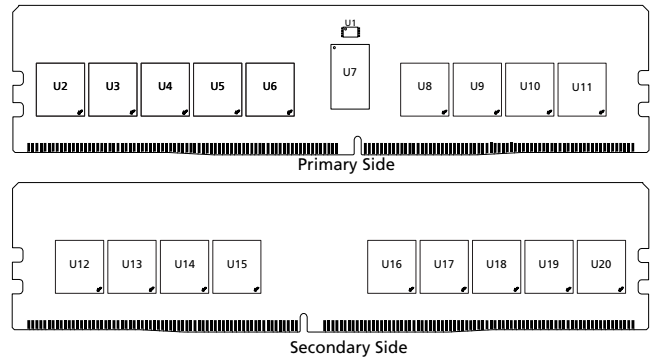 U1
U2 U3 U4 U5 U6 U7 U8 U9 U10 U11
Primary Side
U12 U13 U14 U15 U16 U17 U18 U19 U20
Secondary Side